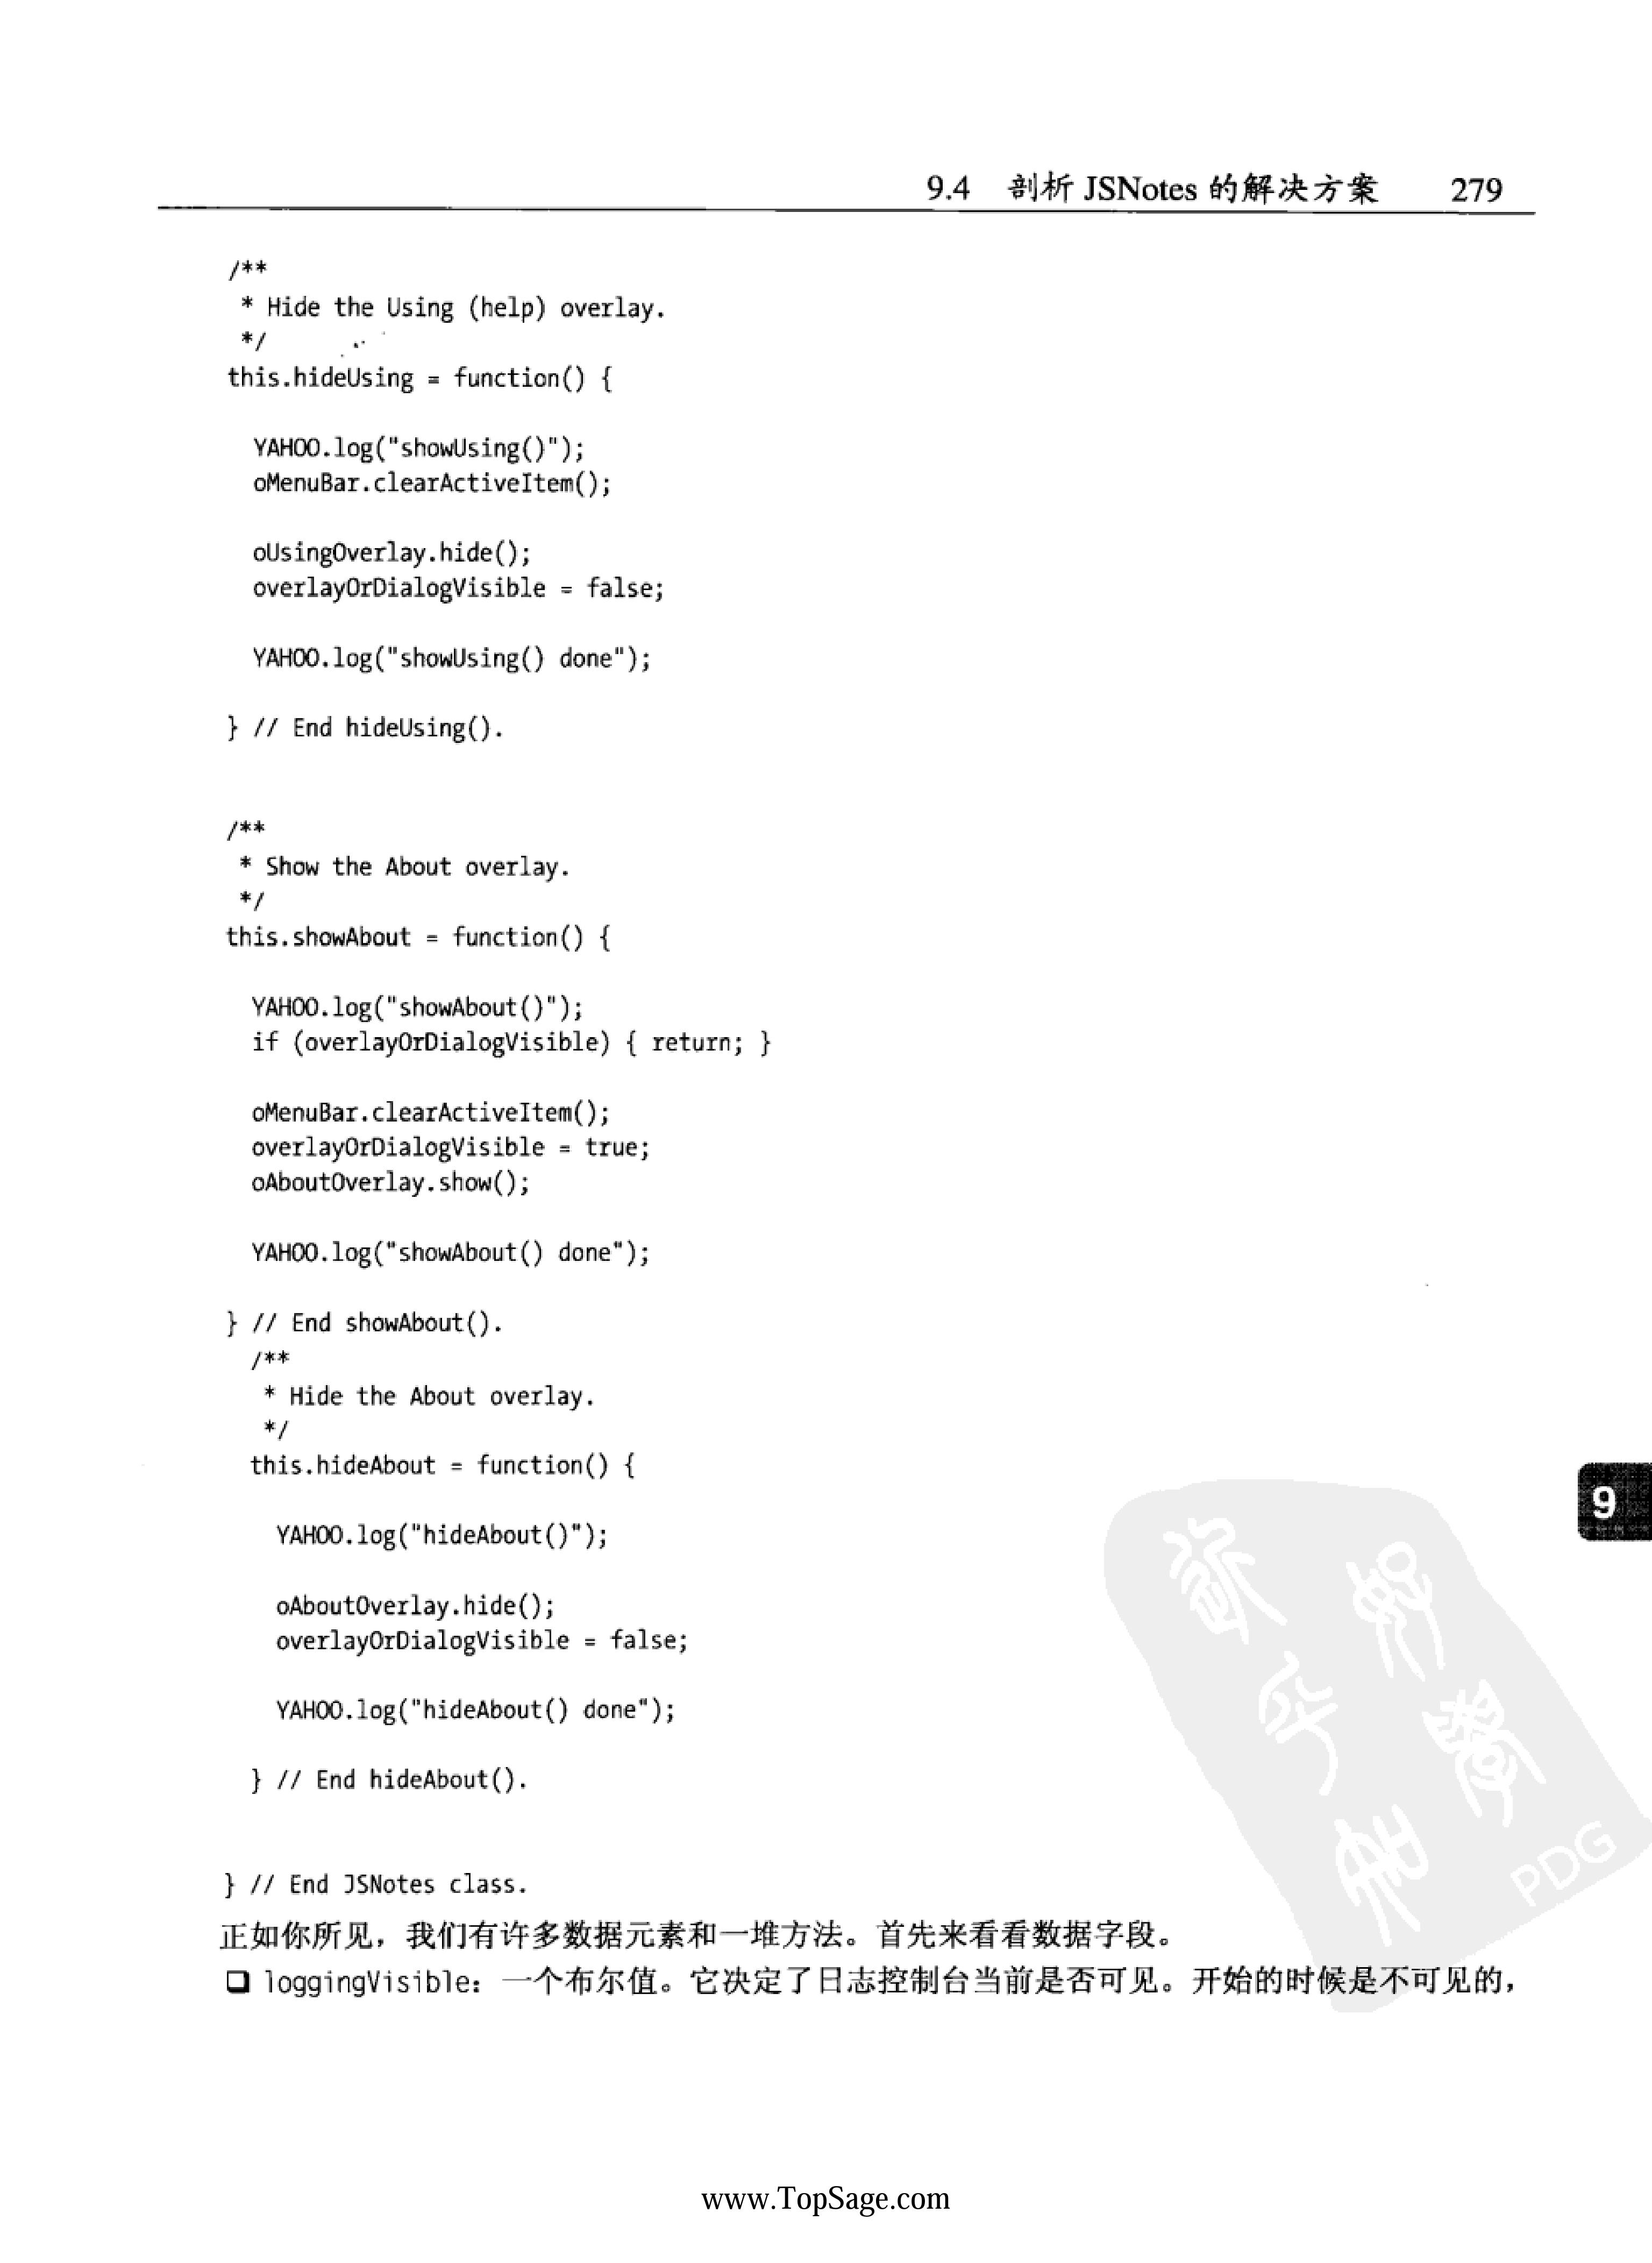 9.4 剖析 JSNotes 的解决方案 279
/**
 * Hide the Using (help) overlay.
 */
this.hideUsing = function() {
  YAHOO.log("showUsing()");
  oMenuBar.clearActiveItem();
  oUsingOverlay.hide();
  overlayOrDialogVisible = false;
  YAHOO.log("showUsing() done");
} // End hideUsing().
/**
 * Show the About overlay.
 */
this.showAbout = function() {
  YAHOO.log("showAbout()");
  if (overlayOrDialogVisible) { return; }
  oMenuBar.clearActiveItem();
  overlayOrDialogVisible = true;
  oAboutOverlay.show();
  YAHOO.log("showAbout() done");
} // End showAbout().
  /**
   * Hide the About overlay.
   */
  this.hideAbout = function() {
    YAHOO.log("hideAbout()");
    oAboutOverlay.hide();
    overlayOrDialogVisible = false;
    YAHOO.log("hideAbout() done");
  } // End hideAbout().
} // End JSNotes class.
正如你所见，我们有许多数据元素和一堆方法。首先来看看数据字段。
❑ loggingVisible：一个布尔值。它决定了日志控制台当前是否可见。开始的时候是不可见的，
9
PDG
www.TopSage.com